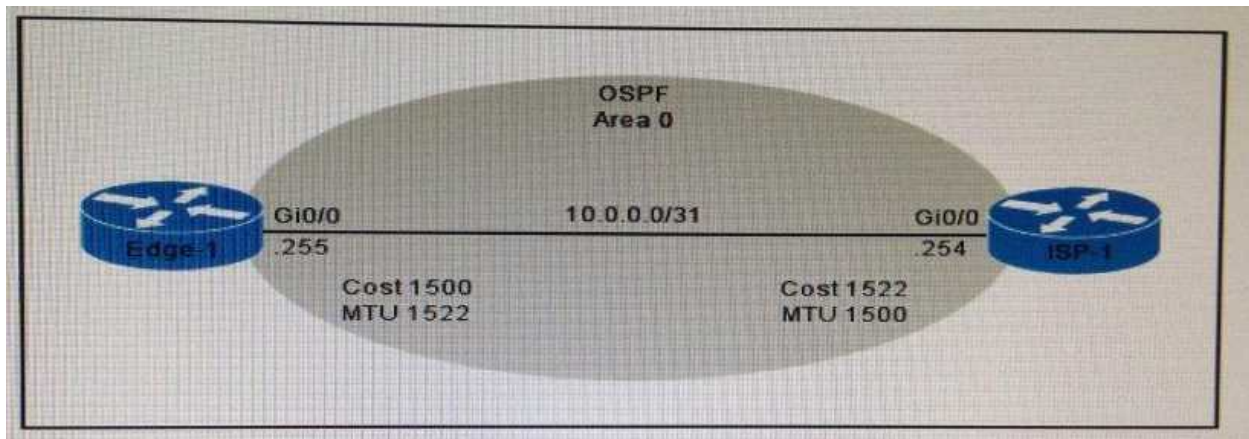 OSPF
Area 0
Gi0/0
10.0.0.0/31
Gi0/0
Edge-1
.255
.254
ISP-1
Cost 1500
MTU 1522
Cost 1522
MTU 1500